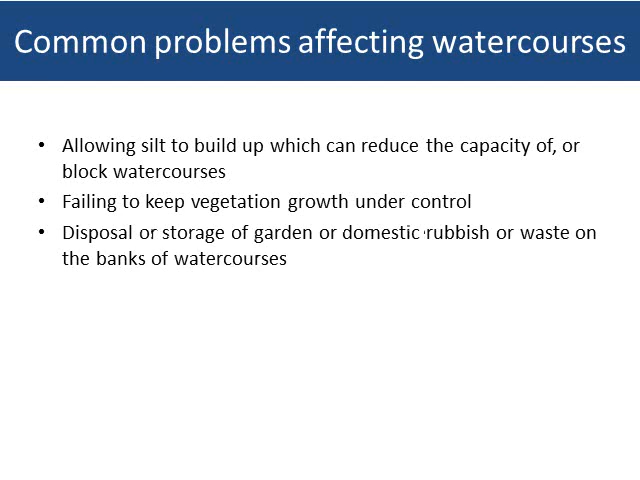 Common problems affecting watercourses
• Allowing silt to build up which can reduce the capacity of, or
block watercourses
• Failing to keep vegetation growth under control
• Disposal or storage of garden or domestic rubbish or waste on
the banks of watercourses